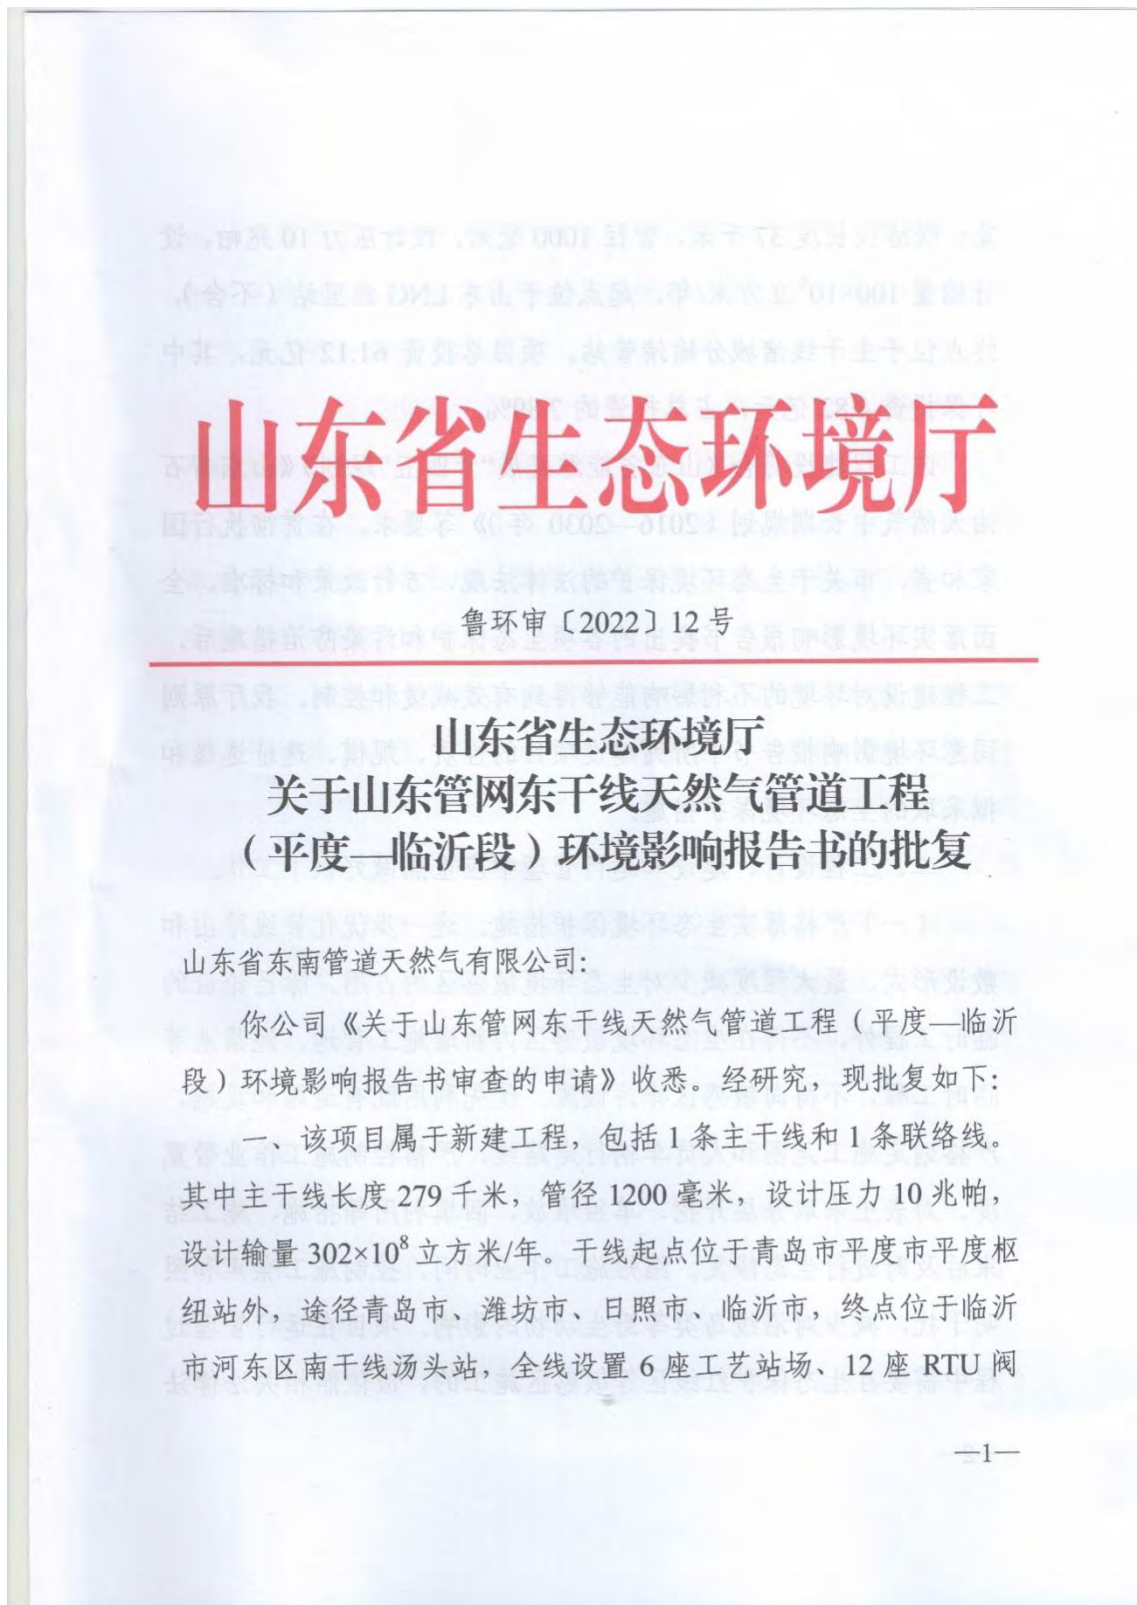 山东省生态环境厅
鲁环审〔2022〕12号
山东省生态环境厅
关于山东管网东干线天然气管道工程
（平度—临沂段）环境影响报告书的批复
山东省东南管道天然气有限公司：
你公司《关于山东管网东干线天然气管道工程（平度—临沂
段）环境影响报告书审查的申请》收悉。经研究，现批复如下：
一、该项目属于新建工程，包括1条主干线和1条联络线。
其中主干线长度279千米，管径1200毫米，设计压力10兆帕，
设计输量302×10⁸立方米/年。干线起点位于青岛市平度市平度枢
纽站外，途径青岛市、潍坊市、日照市、临沂市，终点位于临沂
市河东区南干线汤头站，全线设置6座工艺站场、12座RTU阀
—1—